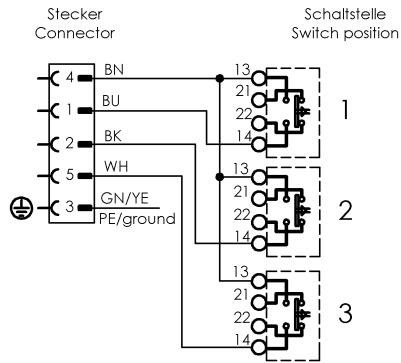 Stecker
Connector
Schaltstelle
Switch position
4 BN
1 BU
2 BK
5 WH
3 GN/YE
PE/ground
13
21
22
14
1
13
21
22
14
2
13
21
22
14
3